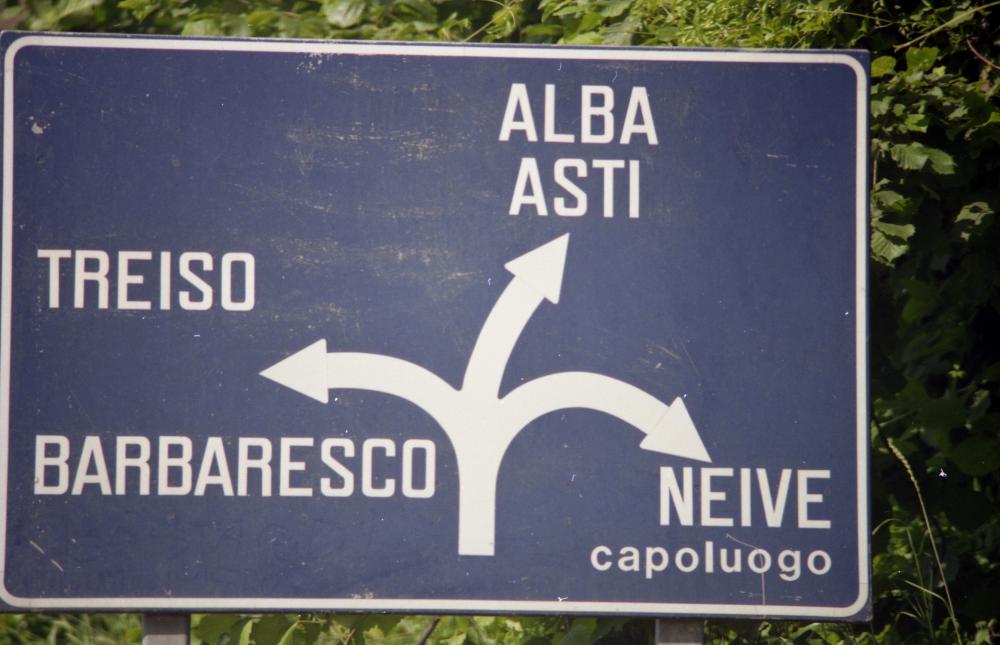 ALBA
ASTI
TREISO
BARBARESCO
NEIVE
capoluogo